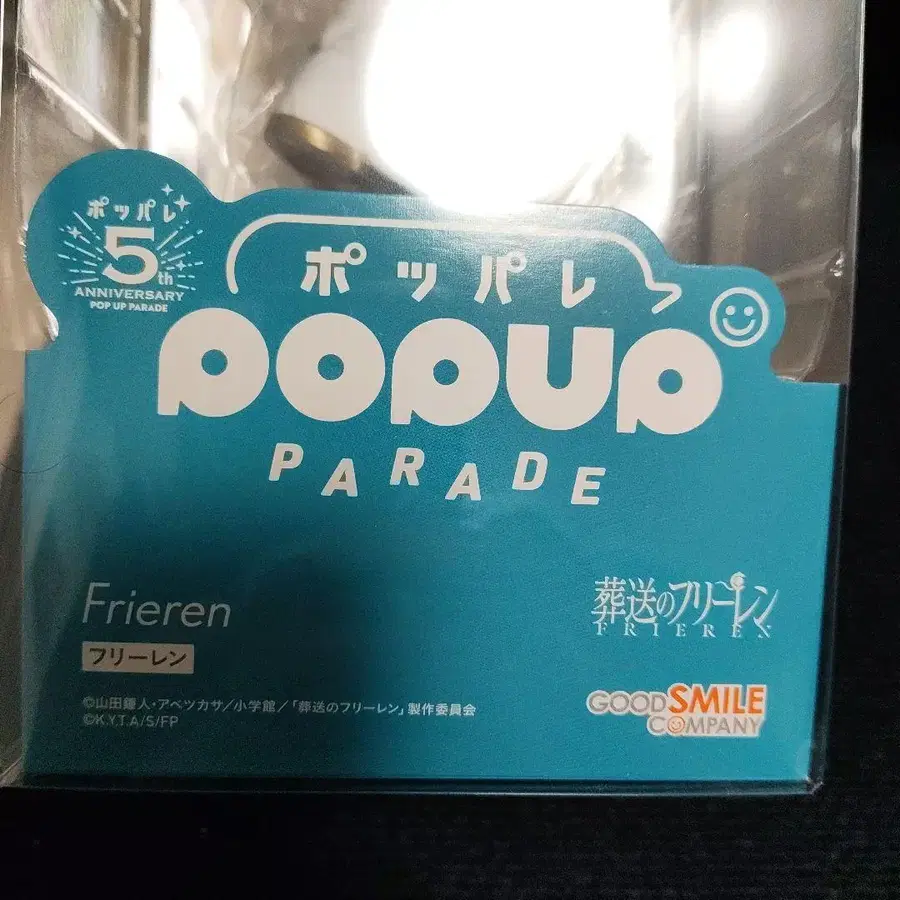 ポッパレ
5th
ANNIVERSARY
POP UP PARADE
ポッパレ
POPUP
PARADE
Frieren
フリーレン
葬送のフリーレン
FRIEREN
©山田鐘人・アベツカサ/小学館/「葬送のフリーレン」製作委員会
©K.Y.T.A/S/FP
GOOD SMILE
COMPANY